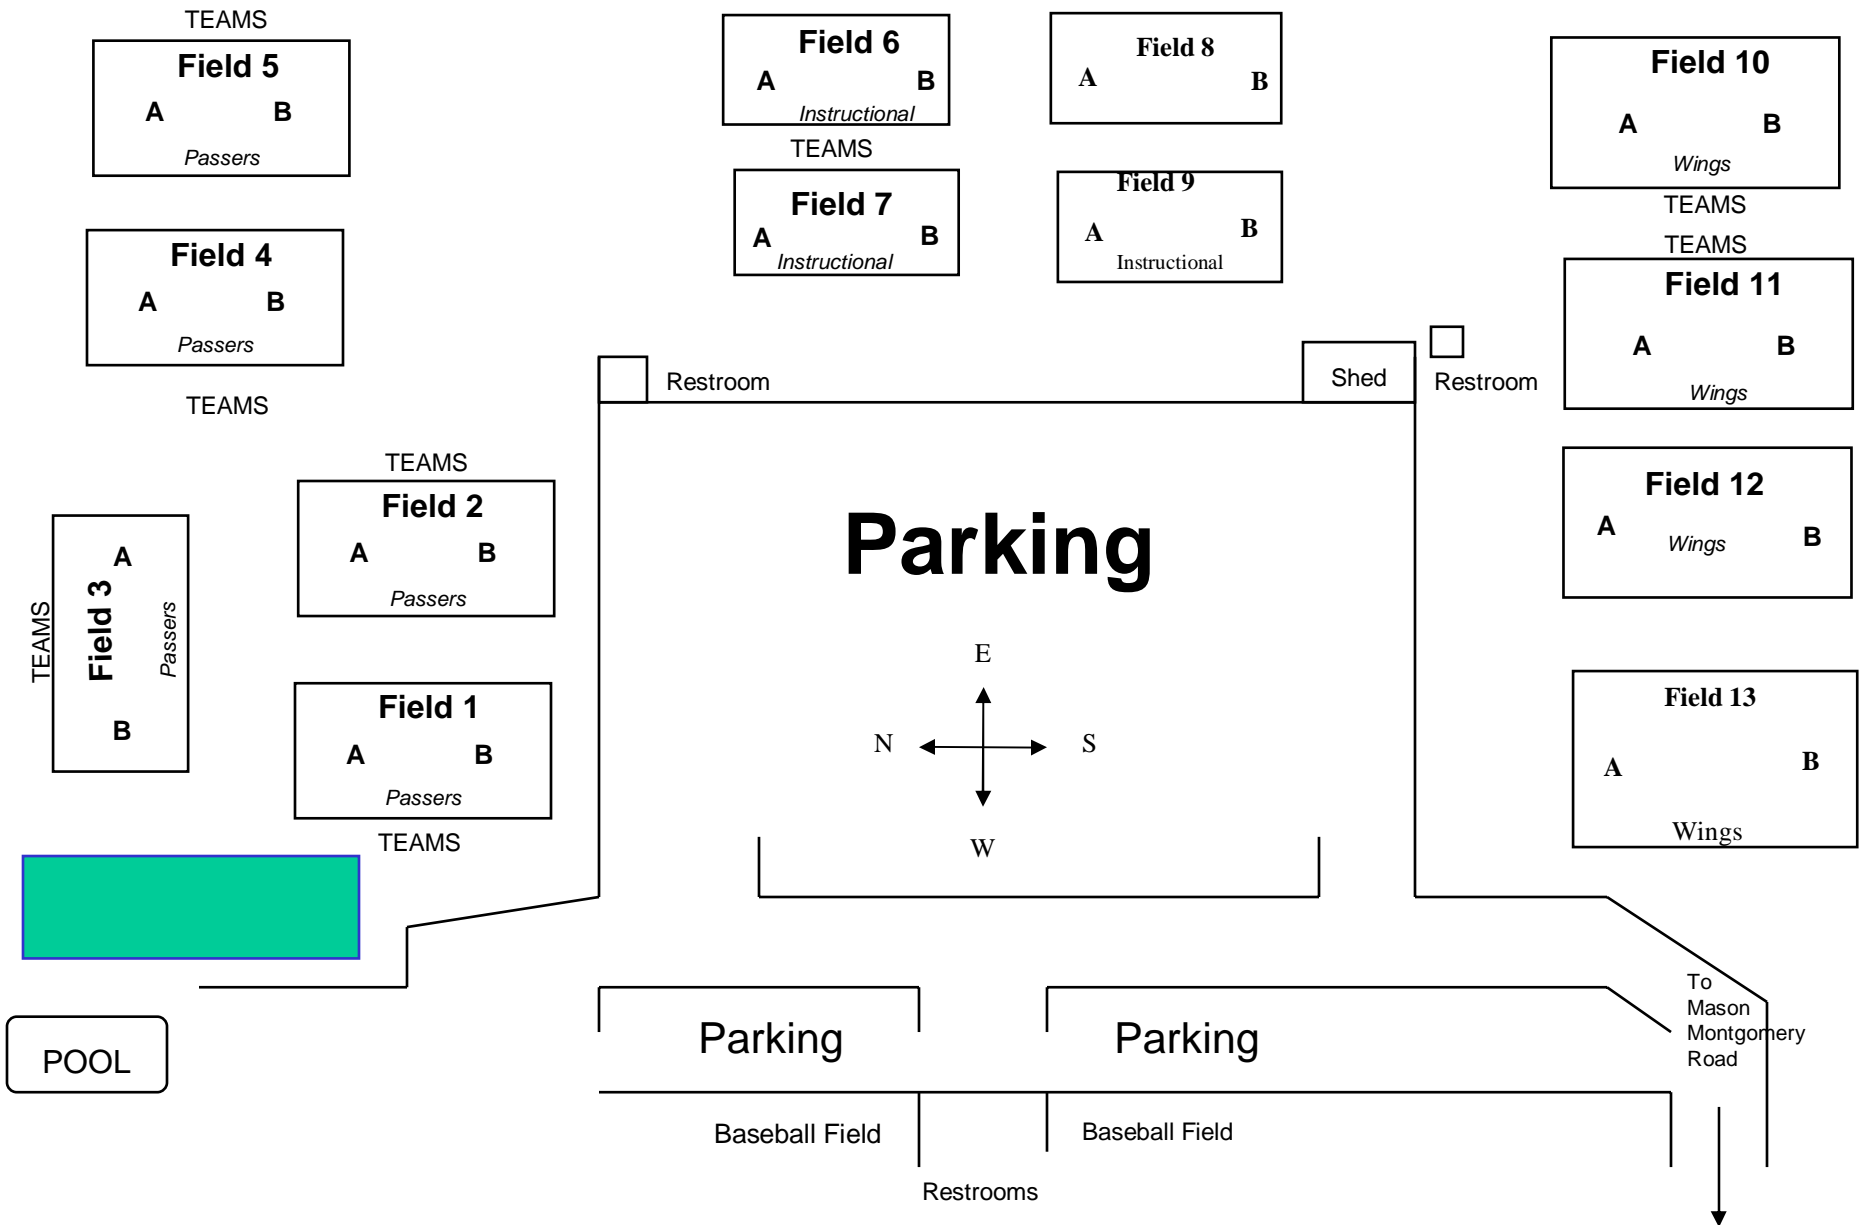 TEAMS
Field 5
A B
Passers
Field 4
A B
Passers
TEAMS
TEAMS
Field 2
A B
Passers
TEAMS
Field 3
A
B
Passers
Field 1
A B
Passers
TEAMS
POOL
Field 6
A B
Instructional
TEAMS
Field 7
A B
Instructional
Field 8
A B
Field 9
A B
Instructional
Restroom
Shed
Restroom
Parking
E
N S
W
Field 10
A B
Wings
TEAMS
TEAMS
Field 11
A B
Wings
Field 12
A B
Wings
Field 13
A B
Wings
To
Mason
Montgomery
Road
Parking
Parking
Baseball Field
Baseball Field
Restrooms